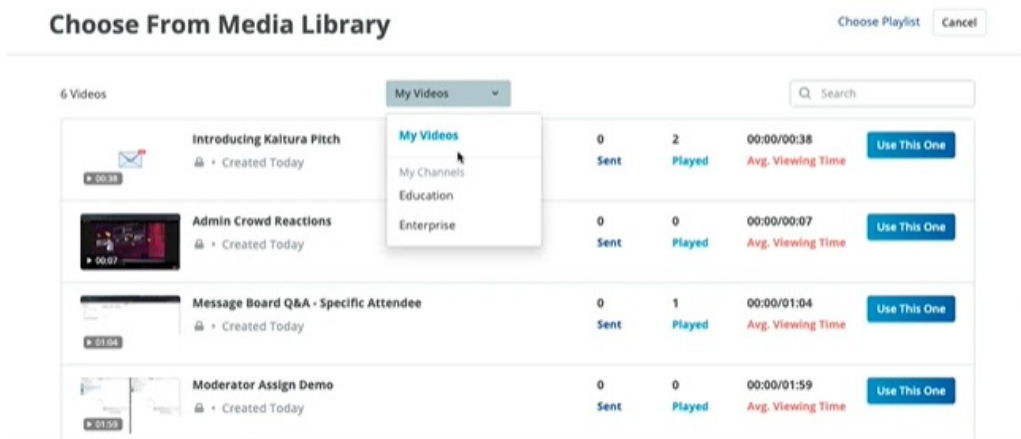 Choose From Media Library
Choose Playlist
Cancel
6 Videos
My Videos
Search
My Videos
My Channels
Education
Enterprise
Introducing Kaltura Pitch
• Created Today
00:38
0
Sent
2
Played
00:00/00:38
Avg. Viewing Time
Use This One
Admin Crowd Reactions
• Created Today
00:07
0
Sent
0
Played
00:00/00:07
Avg. Viewing Time
Use This One
Message Board Q&A - Specific Attendee
• Created Today
01:04
0
Sent
1
Played
00:00/01:04
Avg. Viewing Time
Use This One
Moderator Assign Demo
• Created Today
01:59
0
Sent
0
Played
00:00/01:59
Avg. Viewing Time
Use This One